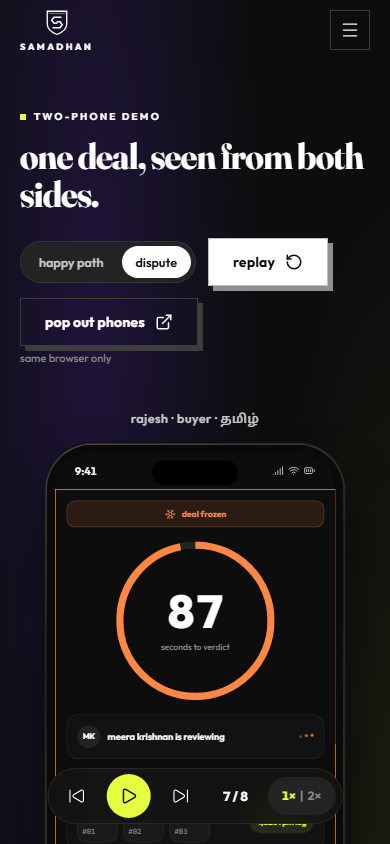 SAMADHAN
TWO-PHONE DEMO
one deal, seen from both
sides.
happy path
dispute
replay
pop out phones
same browser only
rajesh · buyer · தமிழ்
9:41
deal frozen
87
seconds to verdict
MK
meera krishnan is reviewing
7 / 8
1× | 2×
#01
#02
#03